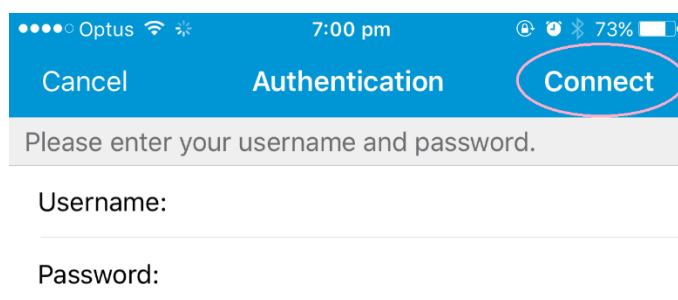 Optus 7:00 pm 73%
Cancel Authentication Connect
Please enter your username and password.
Username:
Password: